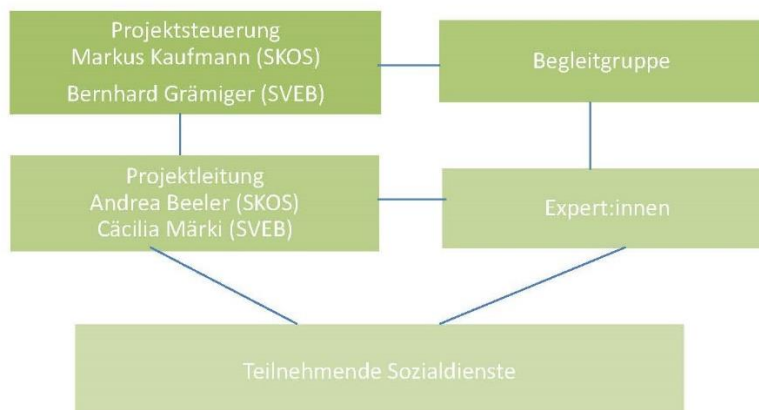 Projektsteuerung
Markus Kaufmann (SKOS)
Bernhard Grämiger (SVEB)
Begleitgruppe
Projektleitung
Andrea Beeler (SKOS)
Cäcilia Märki (SVEB)
Expert:innen
Teilnehmende Sozialdienste